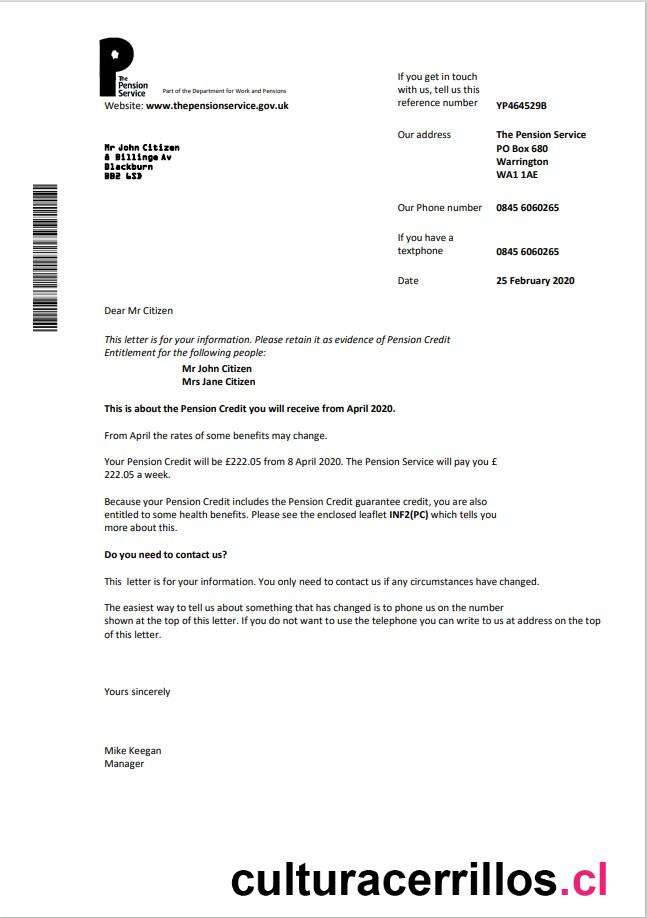 The
Pension
Service
Part of the Department for Work and Pensions
Website: www.thepensionservice.gov.uk
If you get in touch
with us, tell us this
reference number YP464529B
Our address The Pension Service
PO Box 680
Warrington
WA1 1AE
Mr John Citizen
8 Billinge Av
Blackburn
BB2 6SD
Our Phone number 0845 6060265
If you have a
textphone 0845 6060265
Date 25 February 2020
Dear Mr Citizen
This letter is for your information. Please retain it as evidence of Pension Credit
Entitlement for the following people:
Mr John Citizen
Mrs Jane Citizen
This is about the Pension Credit you will receive from April 2020.
From April the rates of some benefits may change.
Your Pension Credit will be £222.05 from 8 April 2020. The Pension Service will pay you £
222.05 a week.
Because your Pension Credit includes the Pension Credit guarantee credit, you are also
entitled to some health benefits. Please see the enclosed leaflet INF2(PC) which tells you
more about this.
Do you need to contact us?
This letter is for your information. You only need to contact us if any circumstances have changed.
The easiest way to tell us about something that has changed is to phone us on the number
shown at the top of this letter. If you do not want to use the telephone you can write to us at address on the top
of this letter.
Yours sincerely
Mike Keegan
Manager
culturacerrillos.cl